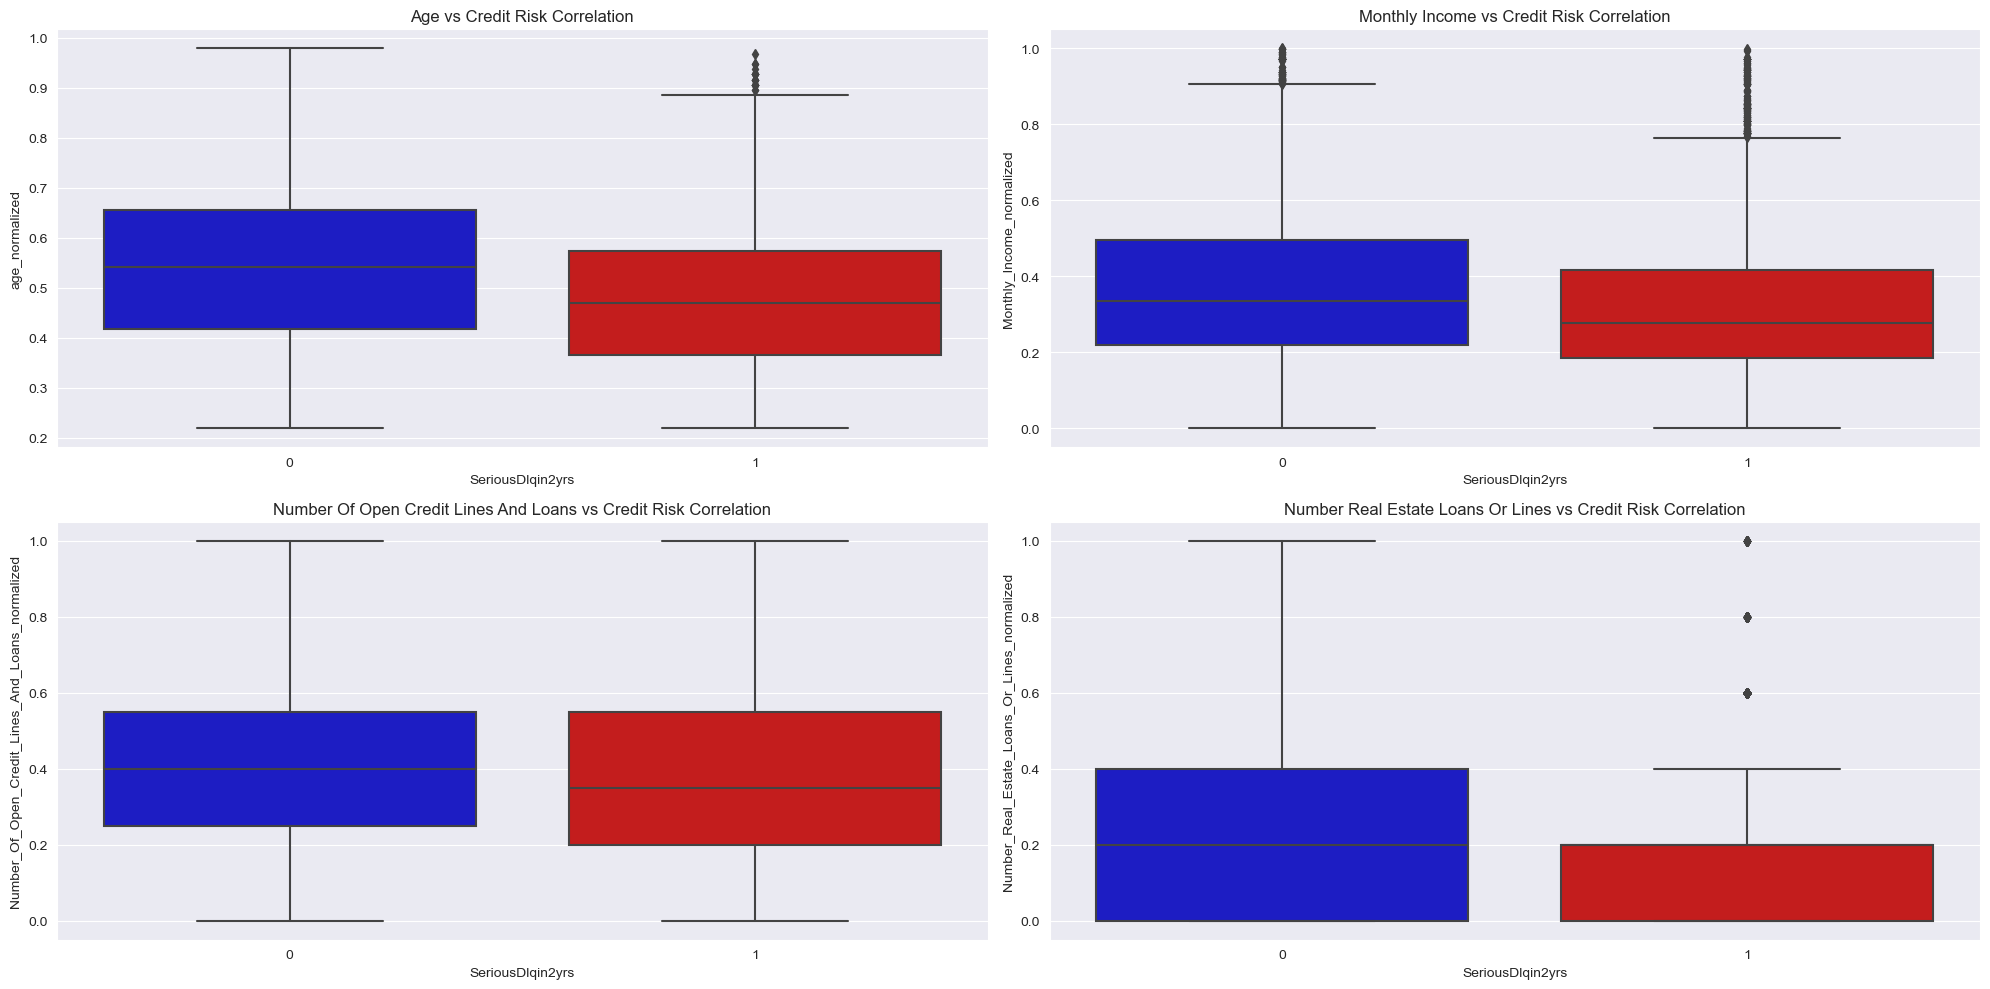 Age vs Credit Risk Correlation
1.0
0.9
0.8
0.7
0.6
0.5
0.4
0.3
0.2
age_normalized
0
1
SeriousDlqin2yrs
Monthly Income vs Credit Risk Correlation
1.0
0.8
0.6
0.4
0.2
0.0
Monthly_Income_normalized
0
1
SeriousDlqin2yrs
Number Of Open Credit Lines And Loans vs Credit Risk Correlation
1.0
0.8
0.6
0.4
0.2
0.0
Number_Of_Open_Credit_Lines_And_Loans_normalized
0
1
SeriousDlqin2yrs
Number Real Estate Loans Or Lines vs Credit Risk Correlation
1.0
0.8
0.6
0.4
0.2
0.0
Number_Real_Estate_Loans_Or_Lines_normalized
0
1
SeriousDlqin2yrs